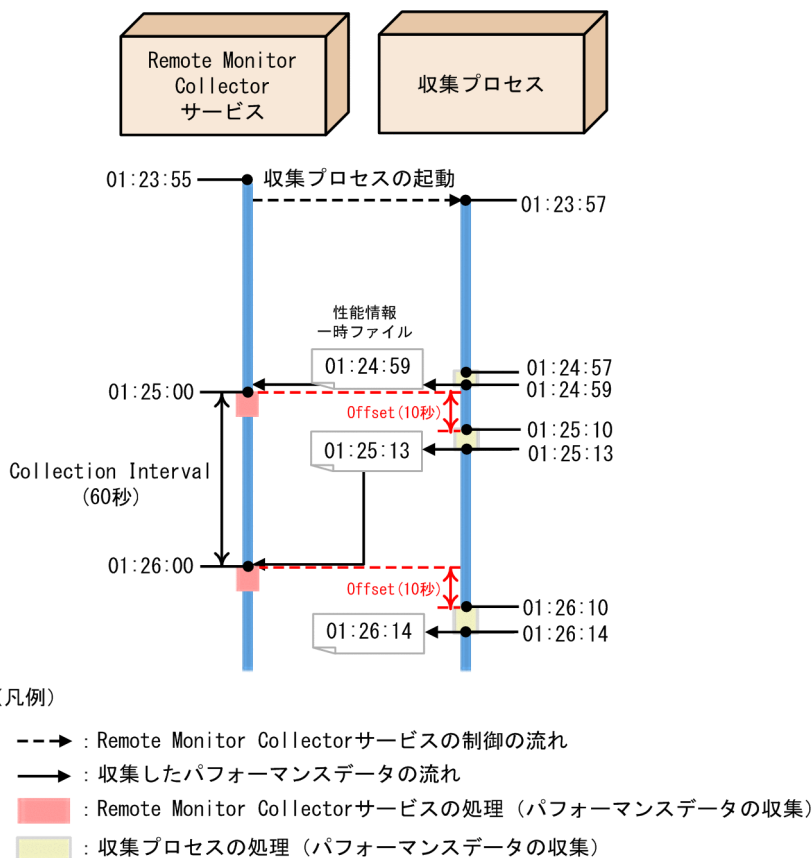 Remote Monitor
Collector
サービス
収集プロセス
01:23:55
収集プロセスの起動
01:23:57
性能情報
一時ファイル
01:24:59
01:24:57
01:24:59
01:25:00
Offset(10秒)
01:25:10
01:25:13
01:25:13
Collection Interval
(60秒)
01:26:00
Offset(10秒)
01:26:10
01:26:14
01:26:14
(凡例)
:Remote Monitor Collectorサービスの制御の流れ
:収集したパフォーマンスデータの流れ
:Remote Monitor Collectorサービスの処理（パフォーマンスデータの収集）
:収集プロセスの処理（パフォーマンスデータの収集）